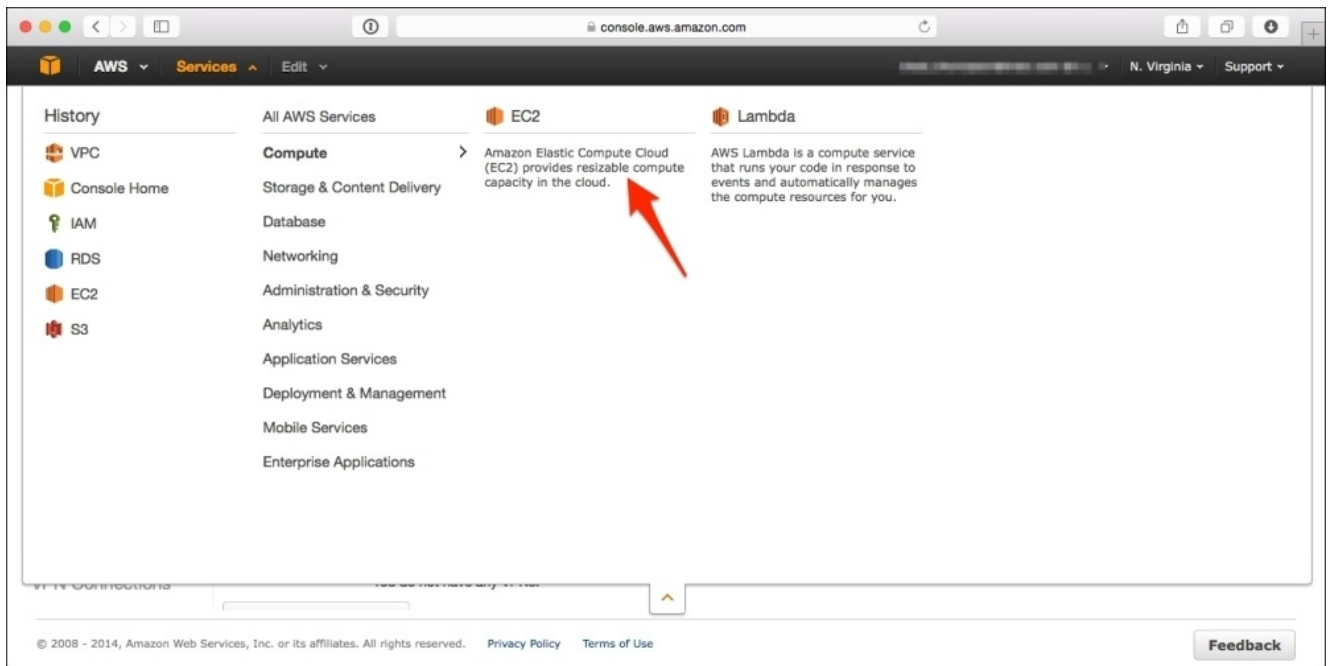 console.aws.amazon.com
AWS Services Edit N. Virginia Support
History
VPC
Console Home
IAM
RDS
EC2
S3
All AWS Services
Compute
Storage & Content Delivery
Database
Networking
Administration & Security
Analytics
Application Services
Deployment & Management
Mobile Services
Enterprise Applications
EC2
Amazon Elastic Compute Cloud
(EC2) provides resizable compute
capacity in the cloud.
Lambda
AWS Lambda is a compute service
that runs your code in response to
events and automatically manages
the compute resources for you.
© 2008 - 2014, Amazon Web Services, Inc. or its affiliates. All rights reserved. Privacy Policy Terms of Use
Feedback